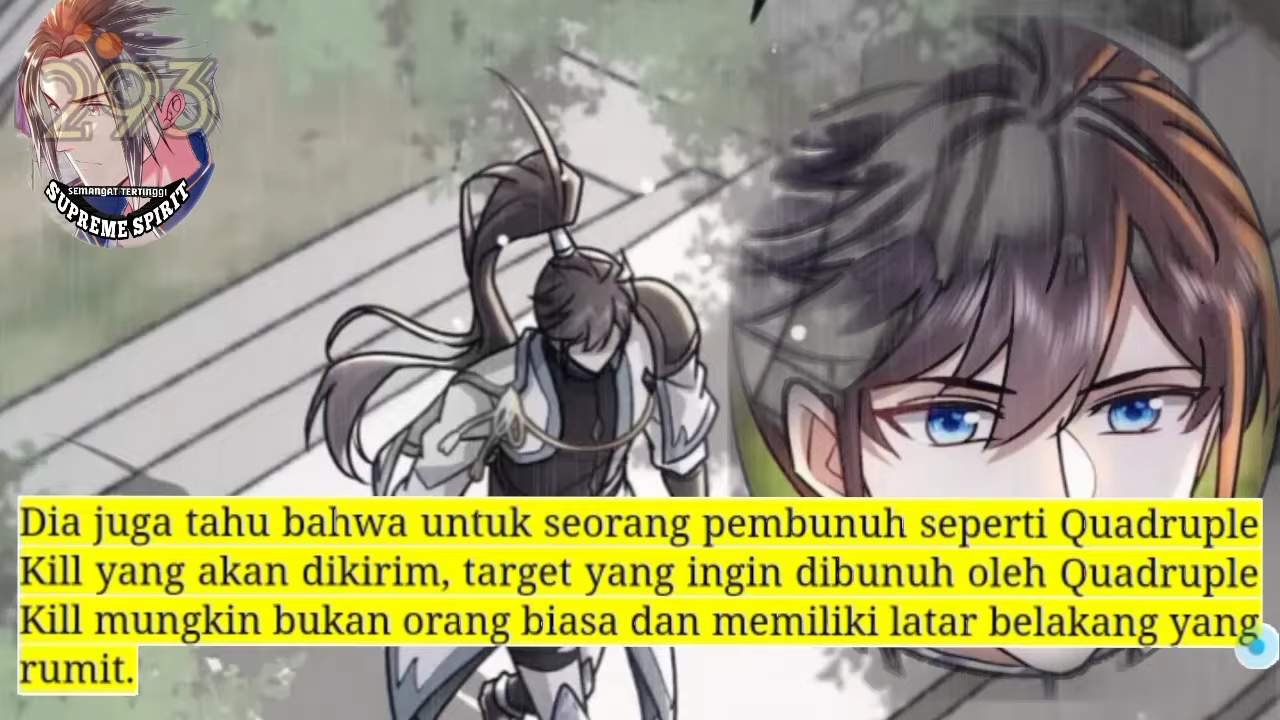 293
SEMANGAT TERTINGGI
SUPREME SPIRIT
Dia juga tahu bahwa untuk seorang pembunuh seperti Quadruple
Kill yang akan dikirim, target yang ingin dibunuh oleh Quadruple
Kill mungkin bukan orang biasa dan memiliki latar belakang yang
rumit.